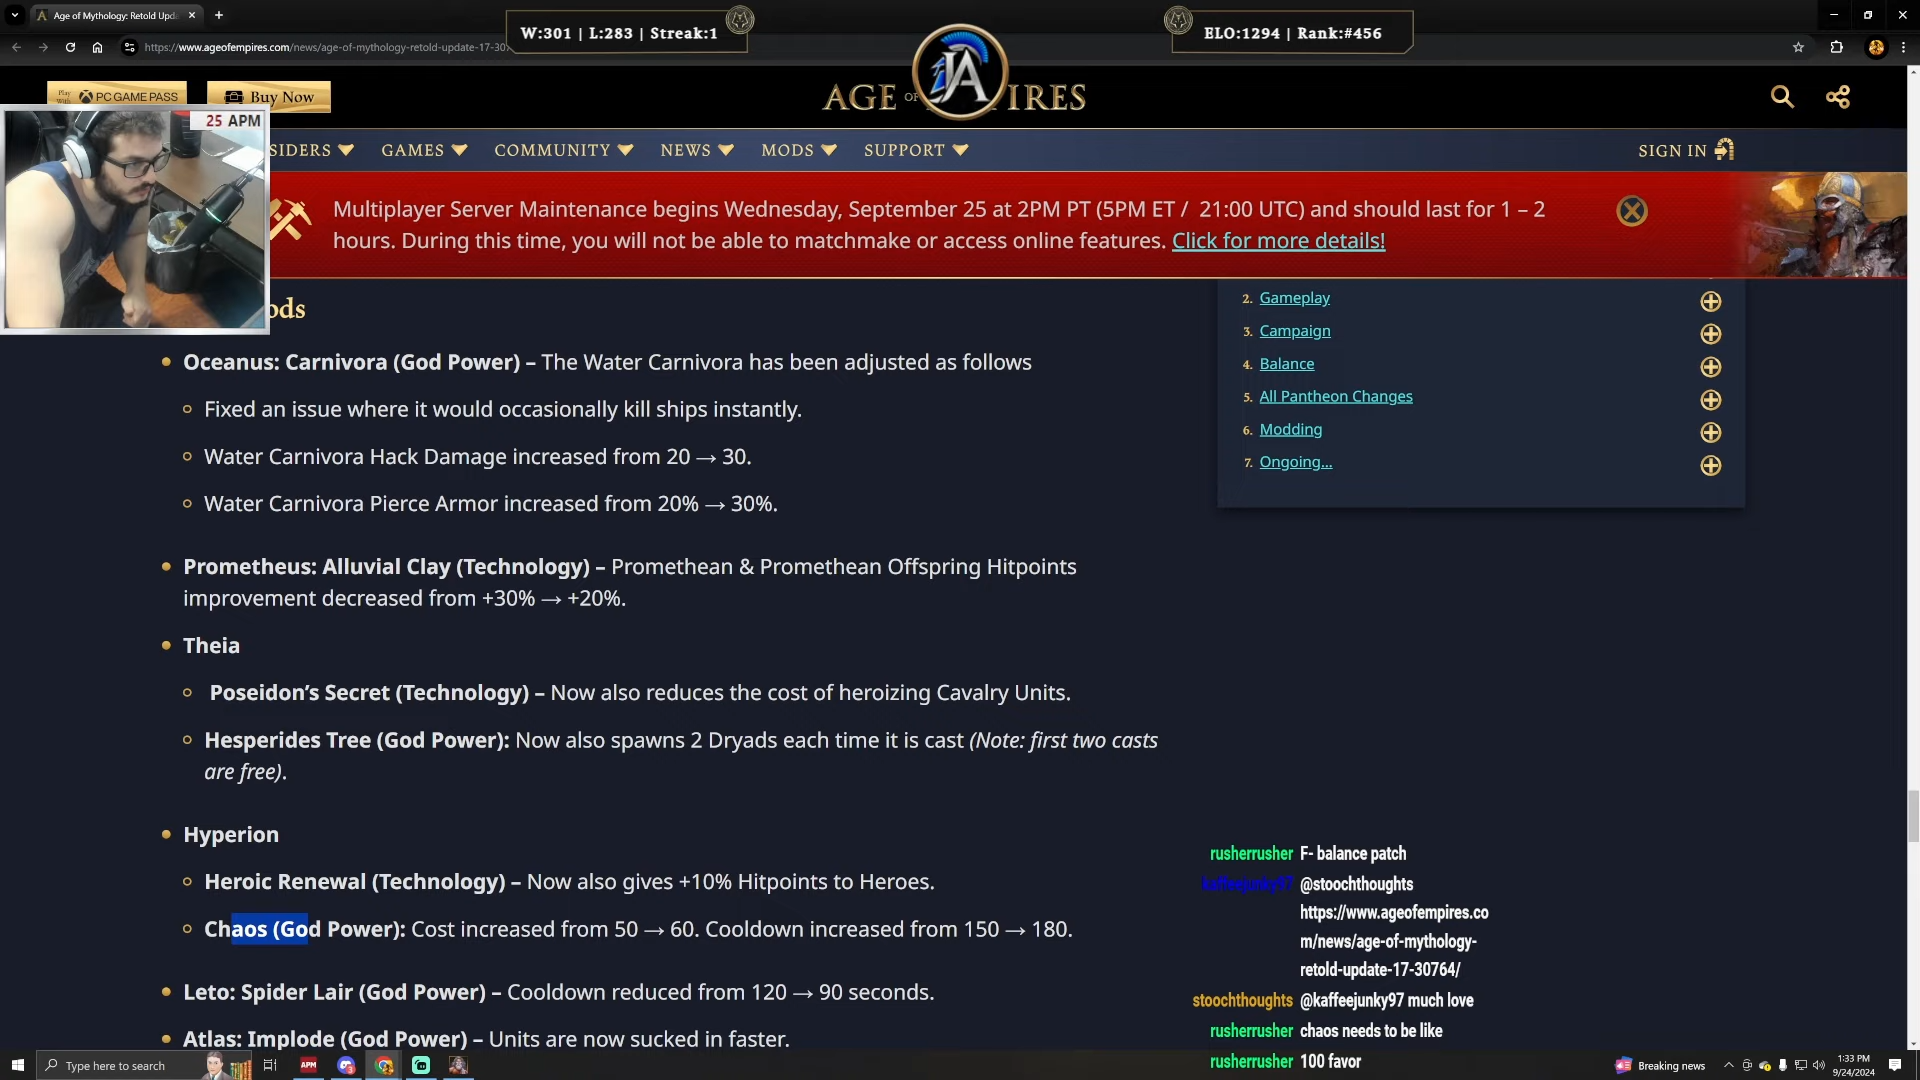 Age of Mythology: Retold Upd
https://www.ageofempires.com/news/age-of-mythology-retold-update-17-307
W:301 | L:283 | Streak:1
ELO:1294 | Rank:#456
PC GAME PASS
Buy Now
AGE OF
IRES
25 APM
SIDERS
GAMES
COMMUNITY
NEWS
MODS
SUPPORT
SIGN IN
Multiplayer Server Maintenance begins Wednesday, September 25 at 2PM PT (5PM ET / 21:00 UTC) and should last for 1 – 2
hours. During this time, you will not be able to matchmake or access online features. Click for more details!
ods
Oceanus: Carnivora (God Power) – The Water Carnivora has been adjusted as follows
Fixed an issue where it would occasionally kill ships instantly.
Water Carnivora Hack Damage increased from 20 → 30.
Water Carnivora Pierce Armor increased from 20% → 30%.
Prometheus: Alluvial Clay (Technology) – Promethean & Promethean Offspring Hitpoints
improvement decreased from +30% → +20%.
Theia
Poseidon’s Secret (Technology) – Now also reduces the cost of heroizing Cavalry Units.
Hesperides Tree (God Power): Now also spawns 2 Dryads each time it is cast (Note: first two casts
are free).
Hyperion
Heroic Renewal (Technology) – Now also gives +10% Hitpoints to Heroes.
Chaos (God Power): Cost increased from 50 → 60. Cooldown increased from 150 → 180.
Leto: Spider Lair (God Power) – Cooldown reduced from 120 → 90 seconds.
Atlas: Implode (God Power) – Units are now sucked in faster.
2. Gameplay
3. Campaign
4. Balance
5. All Pantheon Changes
6. Modding
7. Ongoing...
rusherrusher F- balance patch
kaffeejunky97 @stoochthoughts
https://www.ageofempires.co
m/news/age-of-mythology-
retold-update-17-30764/
stoochthoughts @kaffeejunky97 much love
rusherrusher chaos needs to be like
rusherrusher 100 favor
Type here to search
APM
Breaking news
1:33 PM
9/24/2024